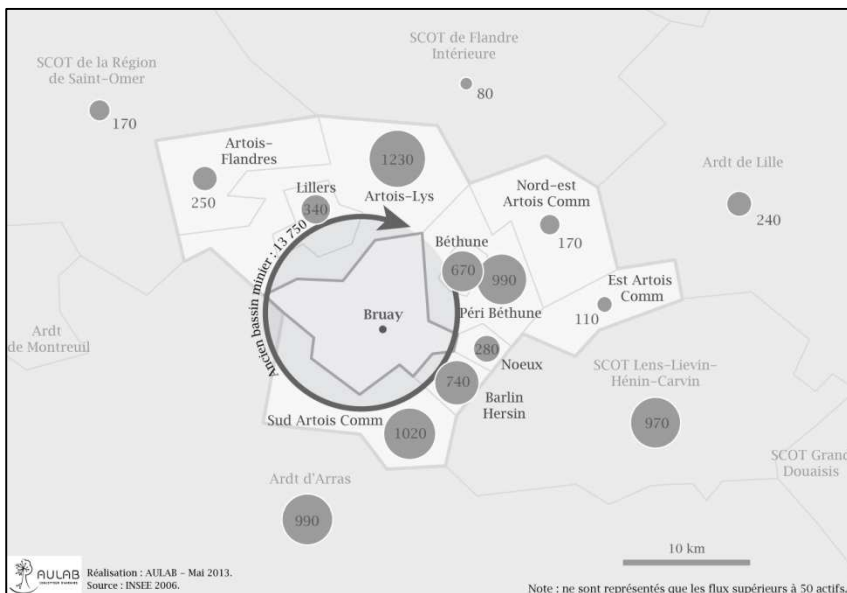 SCOT de la Région
de Saint-Omer
170
SCOT de Flandre
Intérieure
80
Artois-
Flandres
250
Lillers
340
1230
Artois-Lys
Nord-est
Artois Comm
170
Ardt de Lille
240
Ancien bassin minier : 13 750
Béthune
670
990
Péri Béthune
Est Artois
Comm
110
Bruay
Ardt
de Montreuil
280
Noeux
740
Barlin
Hersin
SCOT Lens-Lievin-
Hénin-Carvin
970
Sud Artois Comm
1020
SCOT Grand
Douaisis
Ardt d'Arras
990
10 km
AULAB
Réalisation : AULAB - Mai 2013.
Source : INSEE 2006.
Note : ne sont représentés que les flux supérieurs à 50 actifs.